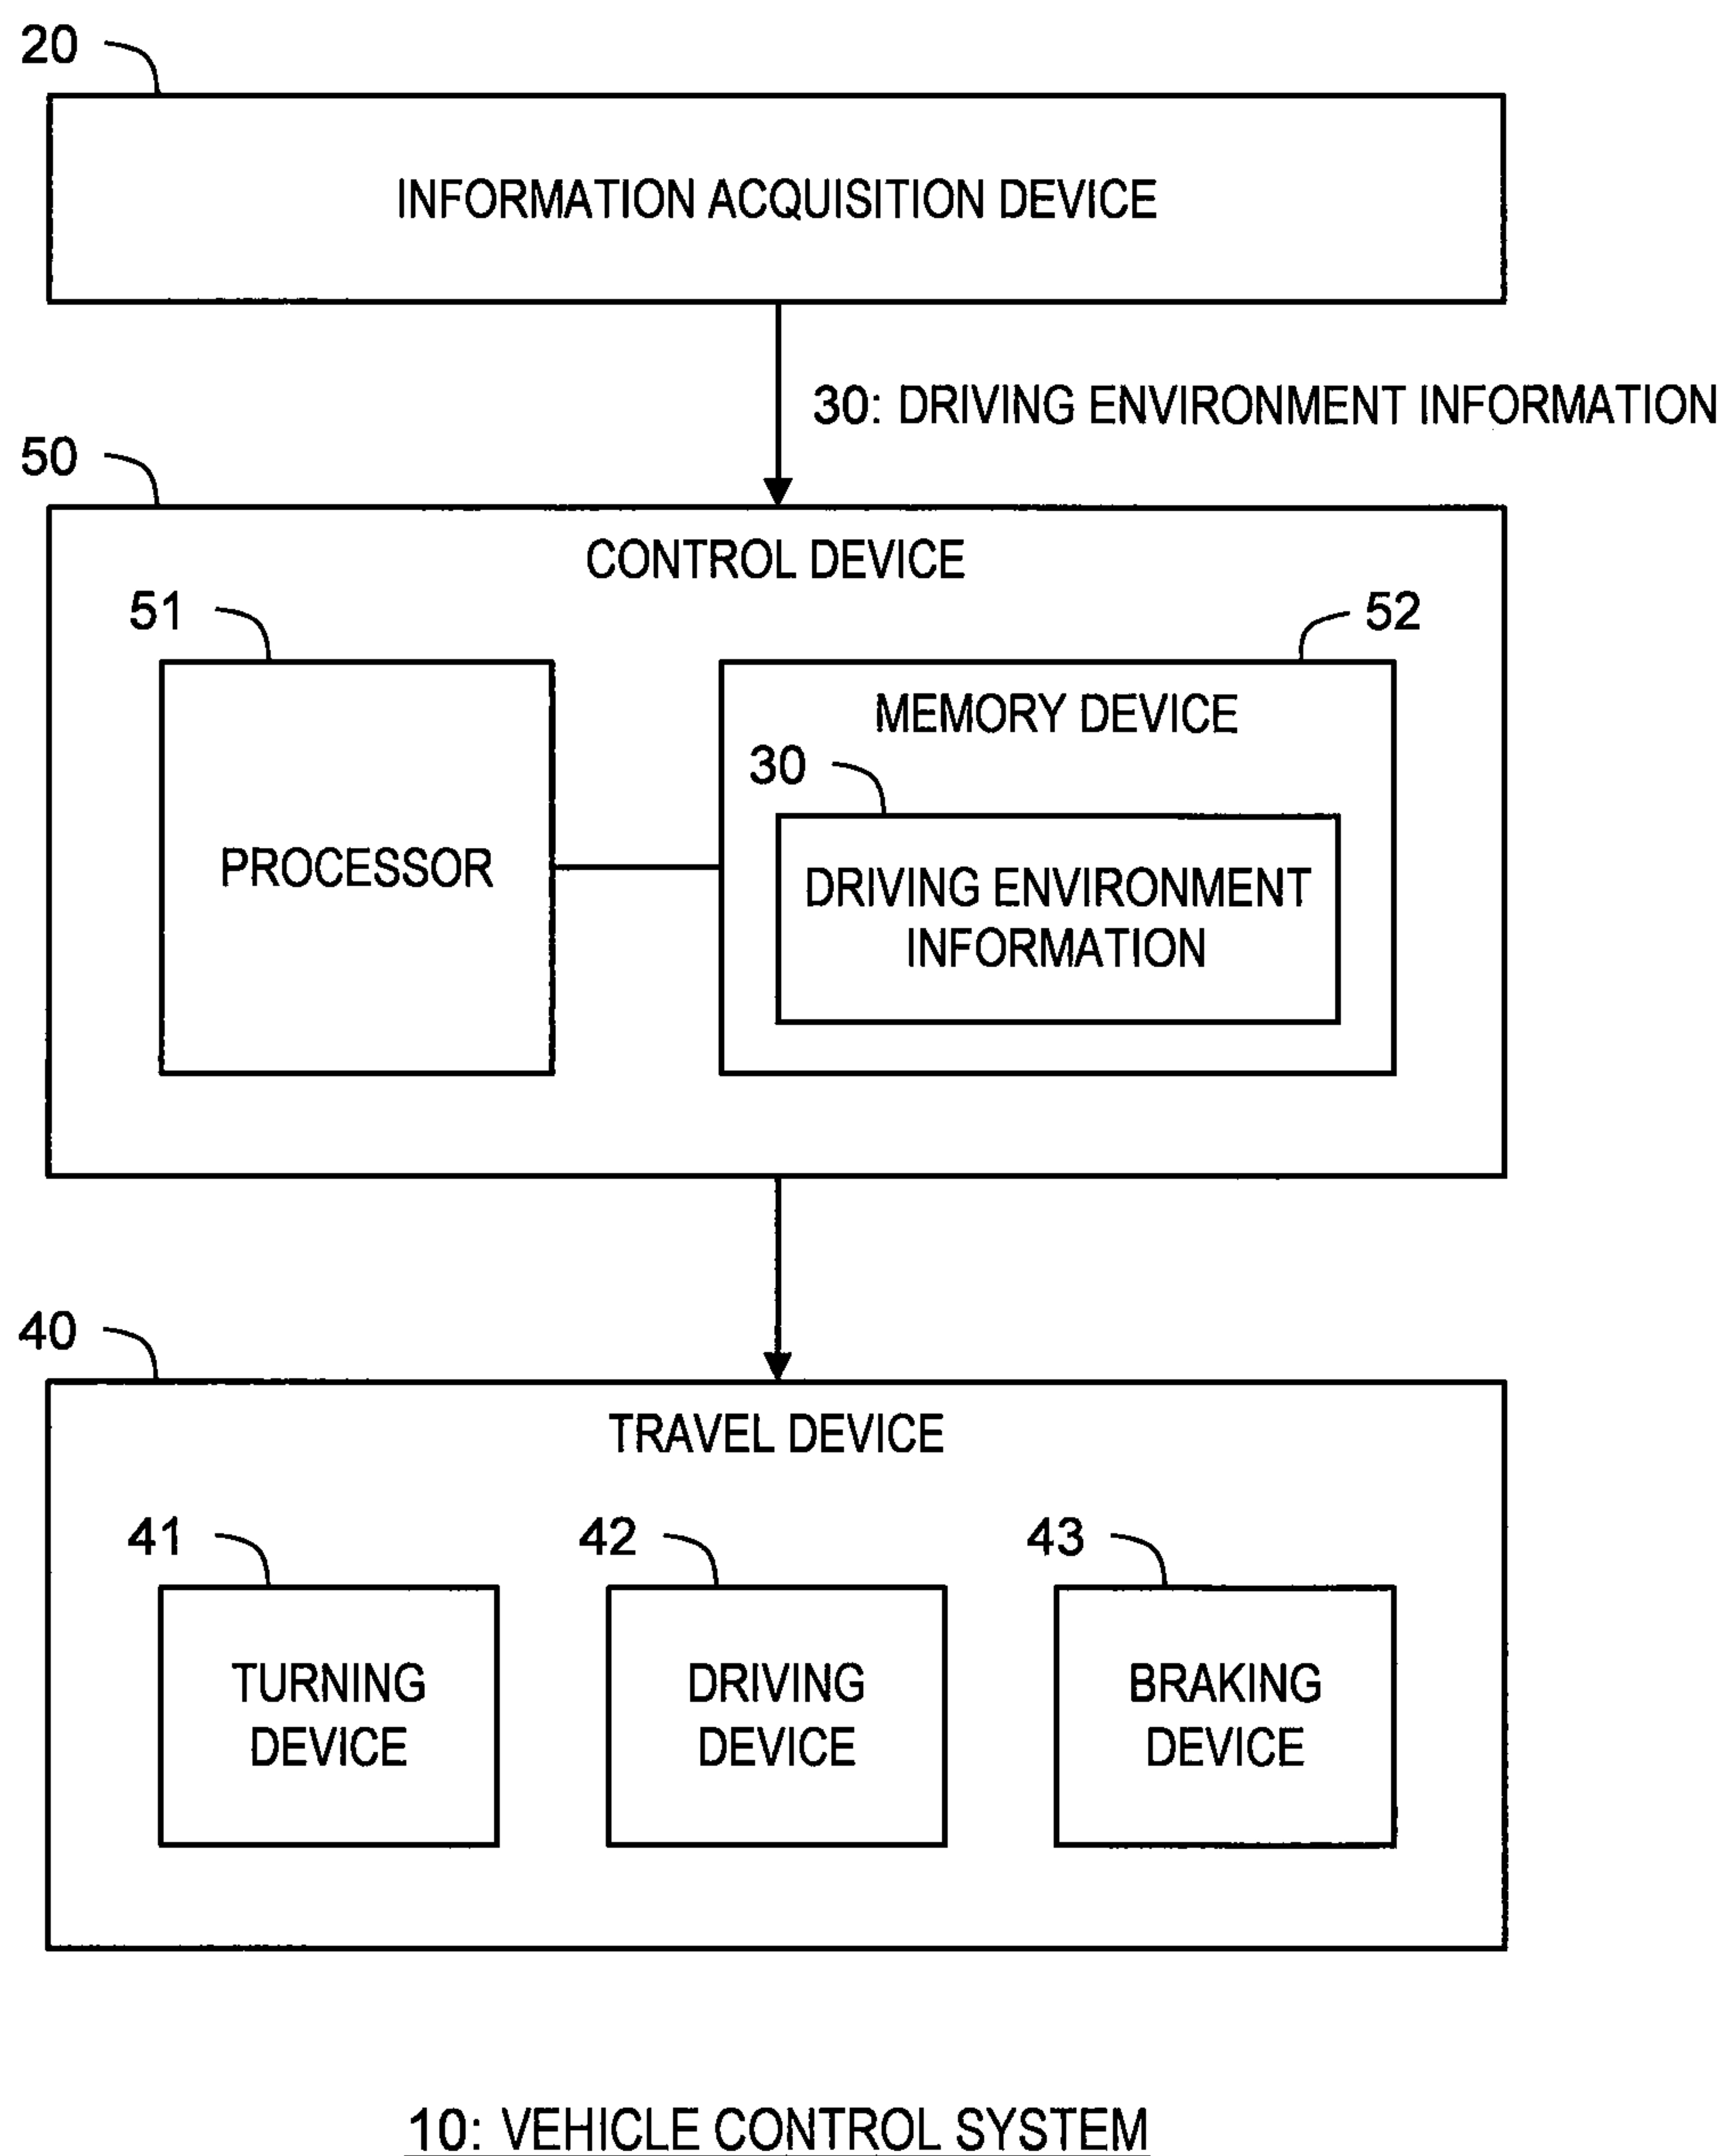 20
INFORMATION ACQUISITION DEVICE
30: DRIVING ENVIRONMENT INFORMATION
50
CONTROL DEVICE
51
52
MEMORY DEVICE
30
PROCESSOR
DRIVING ENVIRONMENT
INFORMATION
40
TRAVEL DEVICE
41
42
43
TURNING
DEVICE
DRIVING
DEVICE
BRAKING
DEVICE
10: VEHICLE CONTROL SYSTEM